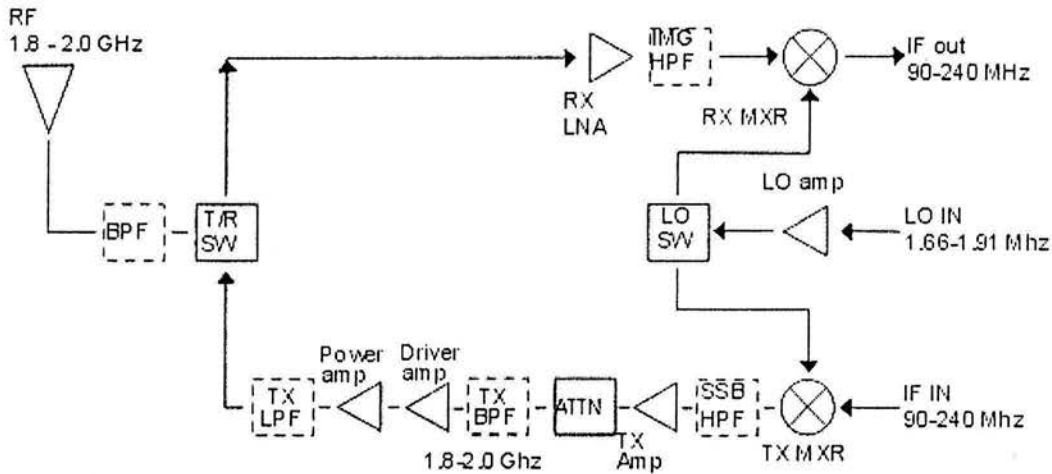 RF
1.8 - 2.0 GHz
BPF
T/R
SW
RX
LNA
IMG
HPF
RX MXR
IF out
90-240 MHz
LO amp
LO
SW
LO IN
1.66-1.91 Mhz
Power
amp
Driver
amp
TX
LPF
TX
BPF
1.8-2.0 Ghz
ATTN
TX
Amp
SSB
HPF
TX MXR
IF IN
90-240 Mhz